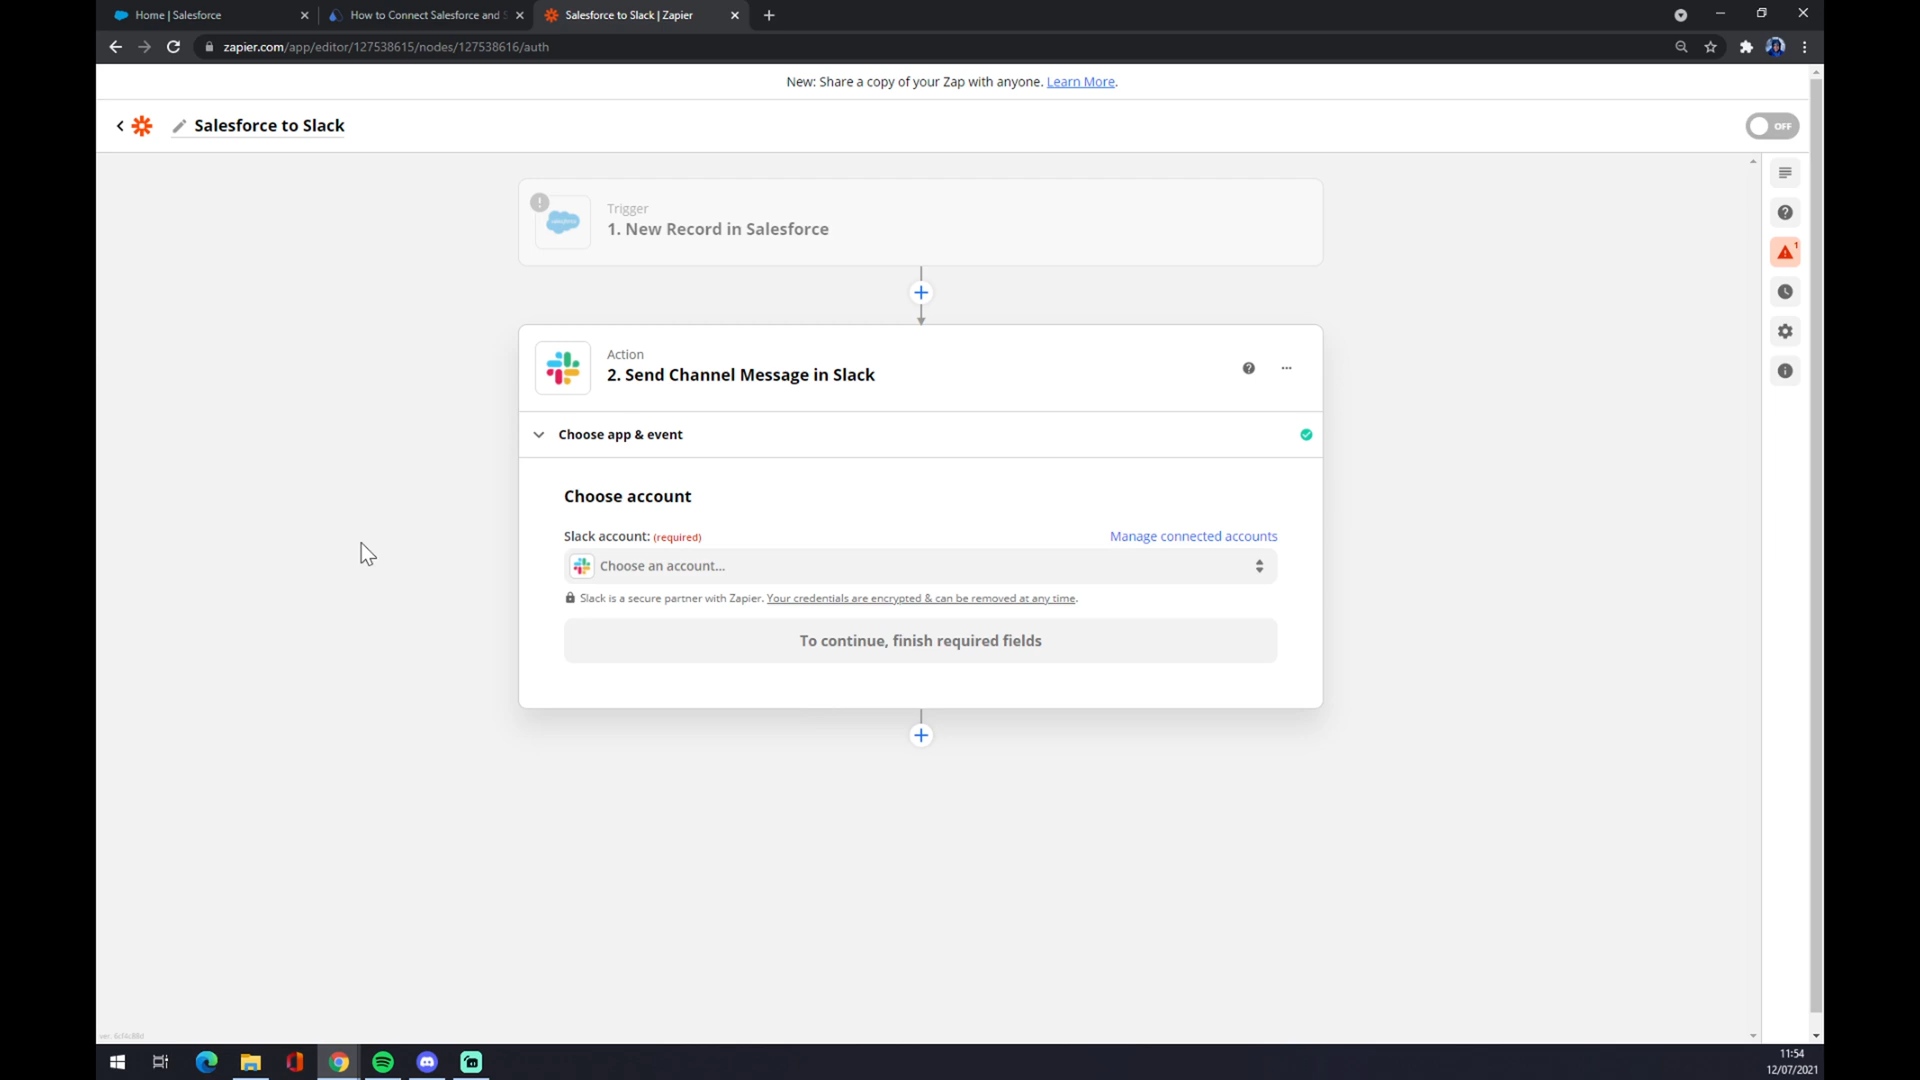 Home | Salesforce
How to Connect Salesforce and S
Salesforce to Slack | Zapier
zapier.com/app/editor/127538615/nodes/127538616/auth
New: Share a copy of your Zap with anyone. Learn More.
Salesforce to Slack
OFF
Trigger
1. New Record in Salesforce
1
Action
2. Send Channel Message in Slack
Choose app & event
Choose account
Slack account: (required)
Manage connected accounts
Choose an account...
Slack is a secure partner with Zapier. Your credentials are encrypted & can be removed at any time.
To continue, finish required fields
11:54
12/07/2021